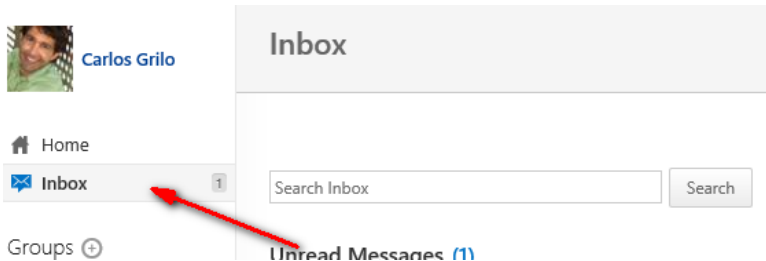 Carlos Grilo
Home
Inbox 1
Groups
Inbox
Search Inbox Search
Unread Messages (1)